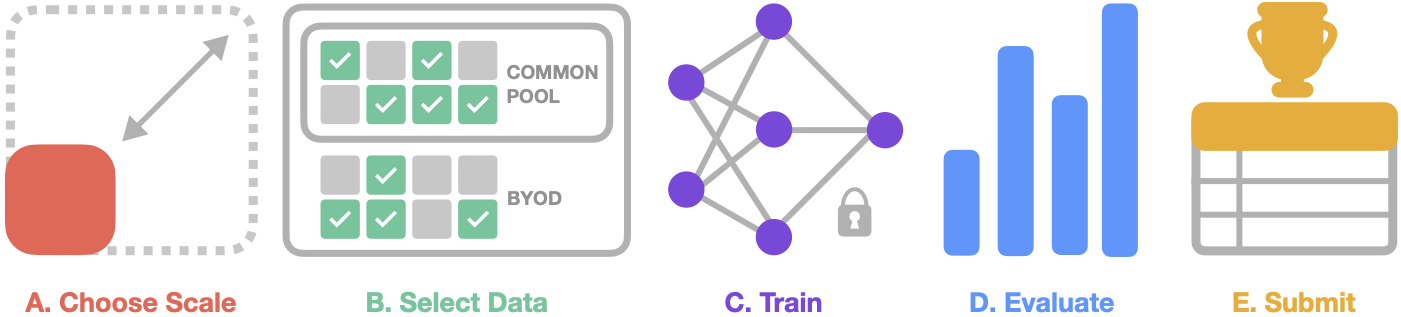 COMMON
POOL
BYOD
A. Choose Scale
B. Select Data
C. Train
D. Evaluate
E. Submit